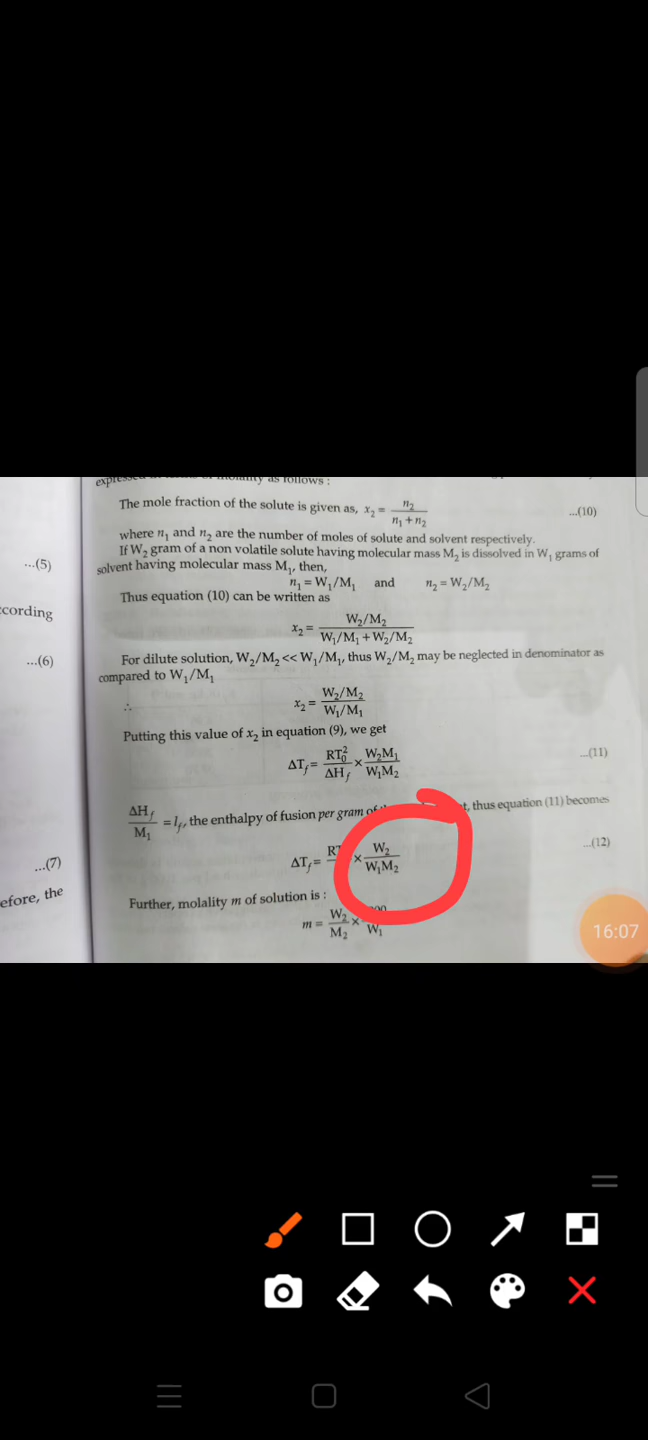 as follows :
The mole fraction of the solute is given as, x₂ = n₂ / (n₁ + n₂) ...(10)
where n₁ and n₂ are the number of moles of solute and solvent respectively.
If W₂ gram of a non volatile solute having molecular mass M₂ is dissolved in W₁ grams of
solvent having molecular mass M₁, then,
n₁ = W₁/M₁ and n₂ = W₂/M₂
Thus equation (10) can be written as
x₂ = (W₂/M₂) / (W₁/M₁ + W₂/M₂)
For dilute solution, W₂/M₂ << W₁/M₁, thus W₂/M₂ may be neglected in denominator as
compared to W₁/M₁
∴ x₂ = (W₂/M₂) / (W₁/M₁)
Putting this value of x₂ in equation (9), we get
ΔT_f = RT₀² / ΔH_f × W₂M₁ / W₁M₂ ...(11)
ΔH_f / M₁ = l_f, the enthalpy of fusion per gram of thus equation (11) becomes
ΔT_f = × W₂ / W₁M₂ ...(12)
Further, molality m of solution is :
m = W₂ / M₂ × / W₁
...(5)
...(6)
...(7)
efore, the
16:07